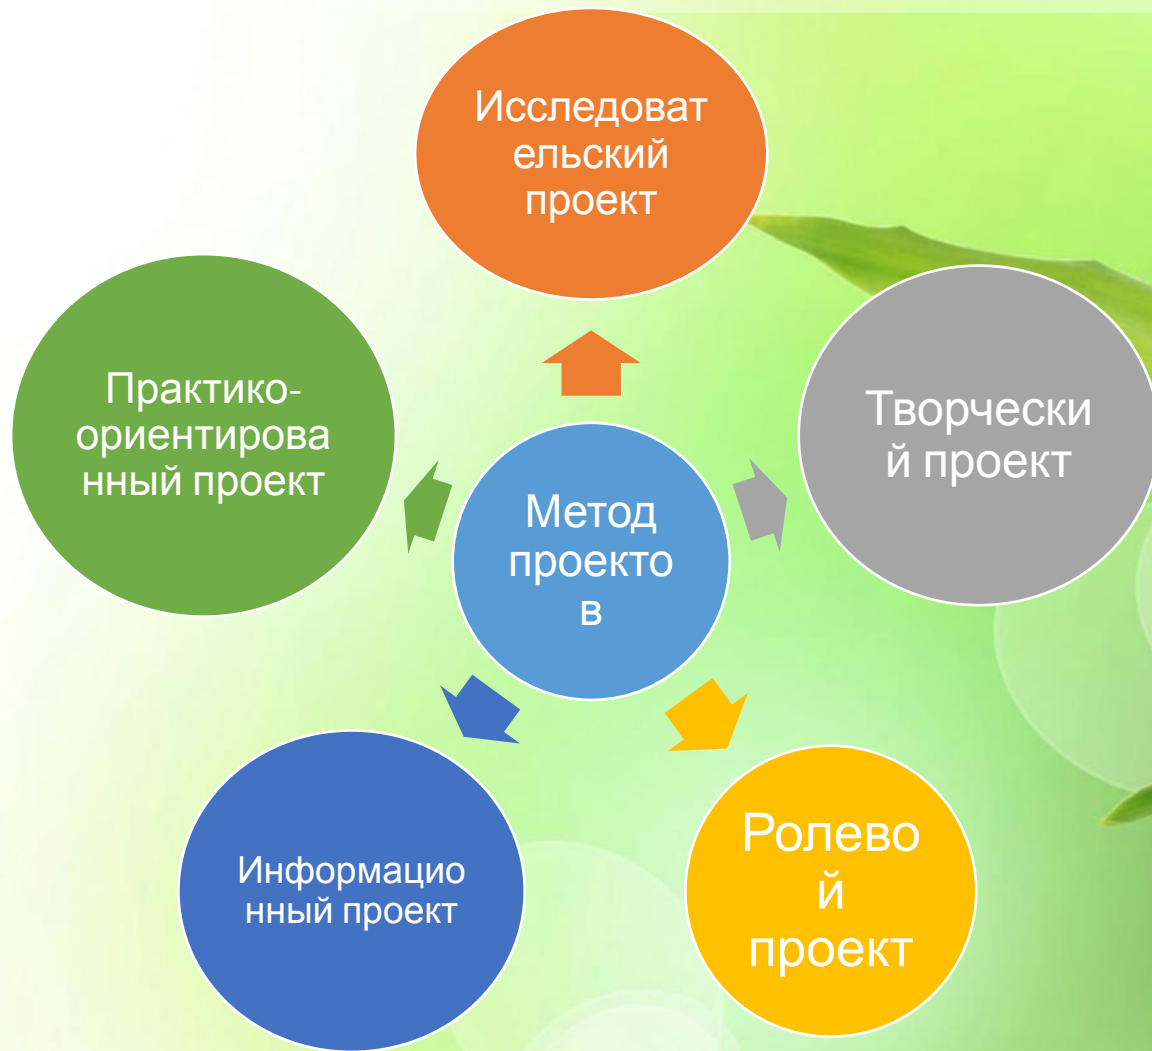 Исследоват
ельский
проект
Практико-
ориентирова
нный проект
Творчески
й проект
Метод
проекто
в
Информацио
нный проект
Ролево
й
проект